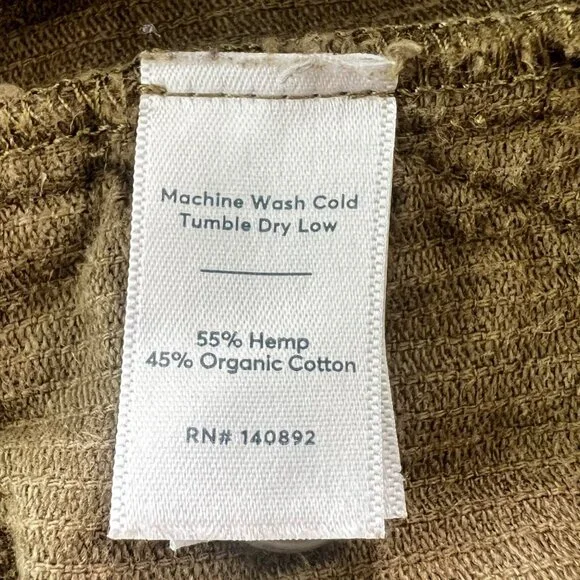 Machine Wash Cold
Tumble Dry Low
55% Hemp
45% Organic Cotton
RN# 140892